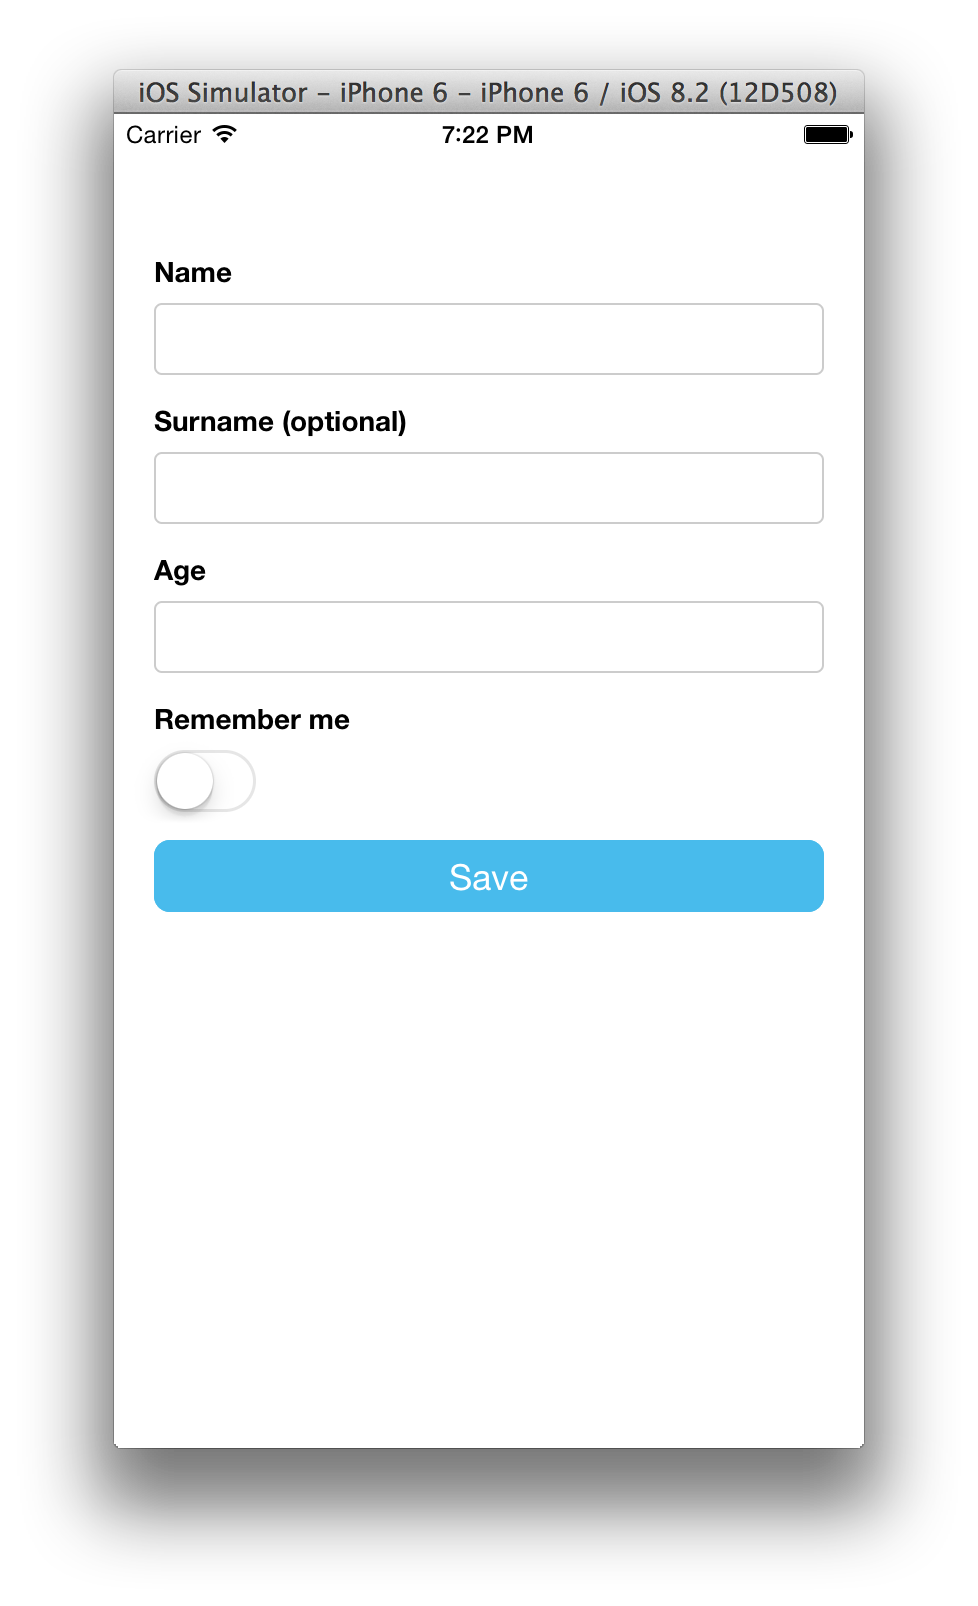 iOS Simulator – iPhone 6 – iPhone 6 / iOS 8.2 (12D508)
Carrier 7:22 PM
Name
Surname (optional)
Age
Remember me
Save